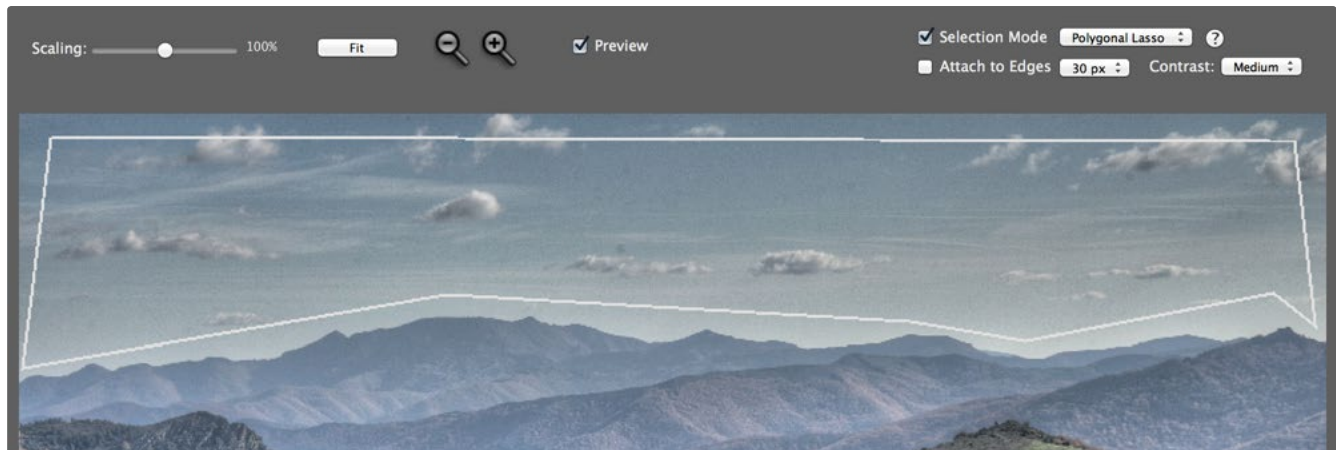 Scaling: 100% Fit Preview Selection Mode Polygonal Lasso ?
Attach to Edges 30 px Contrast: Medium